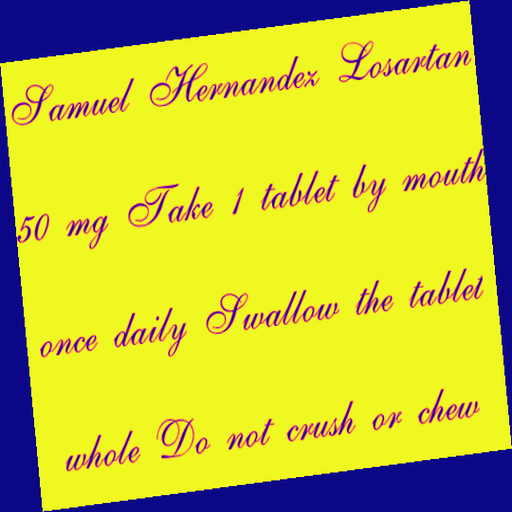 Samuel Hernandez Losartan
50 mg Take 1 tablet by mouth
once daily Swallow the tablet
whole Do not crush or chew